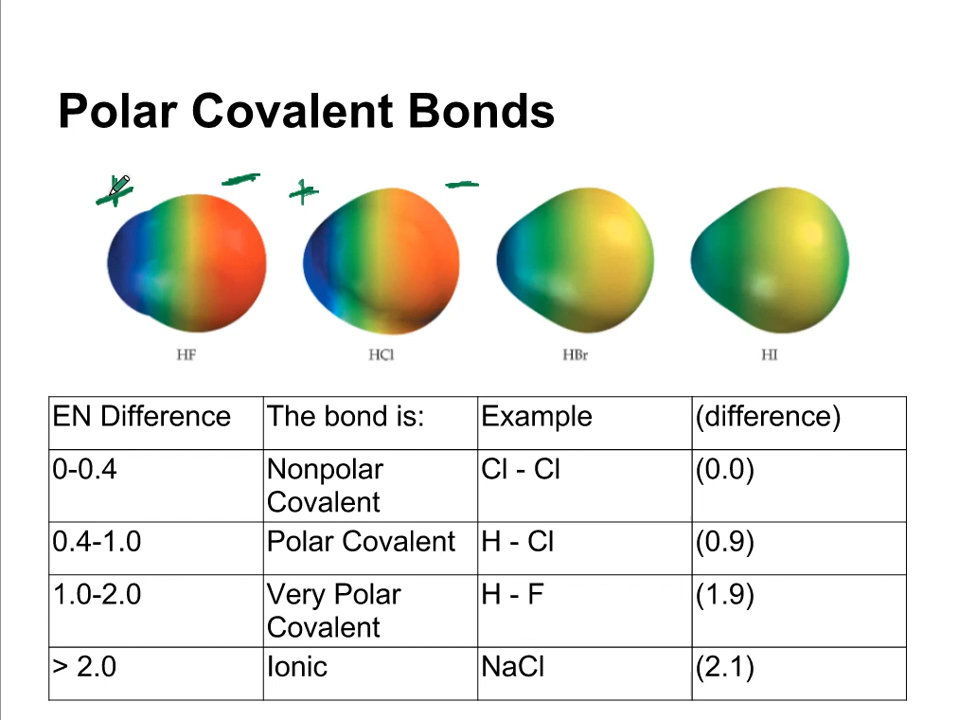 Polar Covalent Bonds
+ − + −
HF HCl HBr HI
EN Difference The bond is: Example (difference)
0-0.4 Nonpolar Covalent Cl - Cl (0.0)
0.4-1.0 Polar Covalent H - Cl (0.9)
1.0-2.0 Very Polar Covalent H - F (1.9)
> 2.0 Ionic NaCl (2.1)